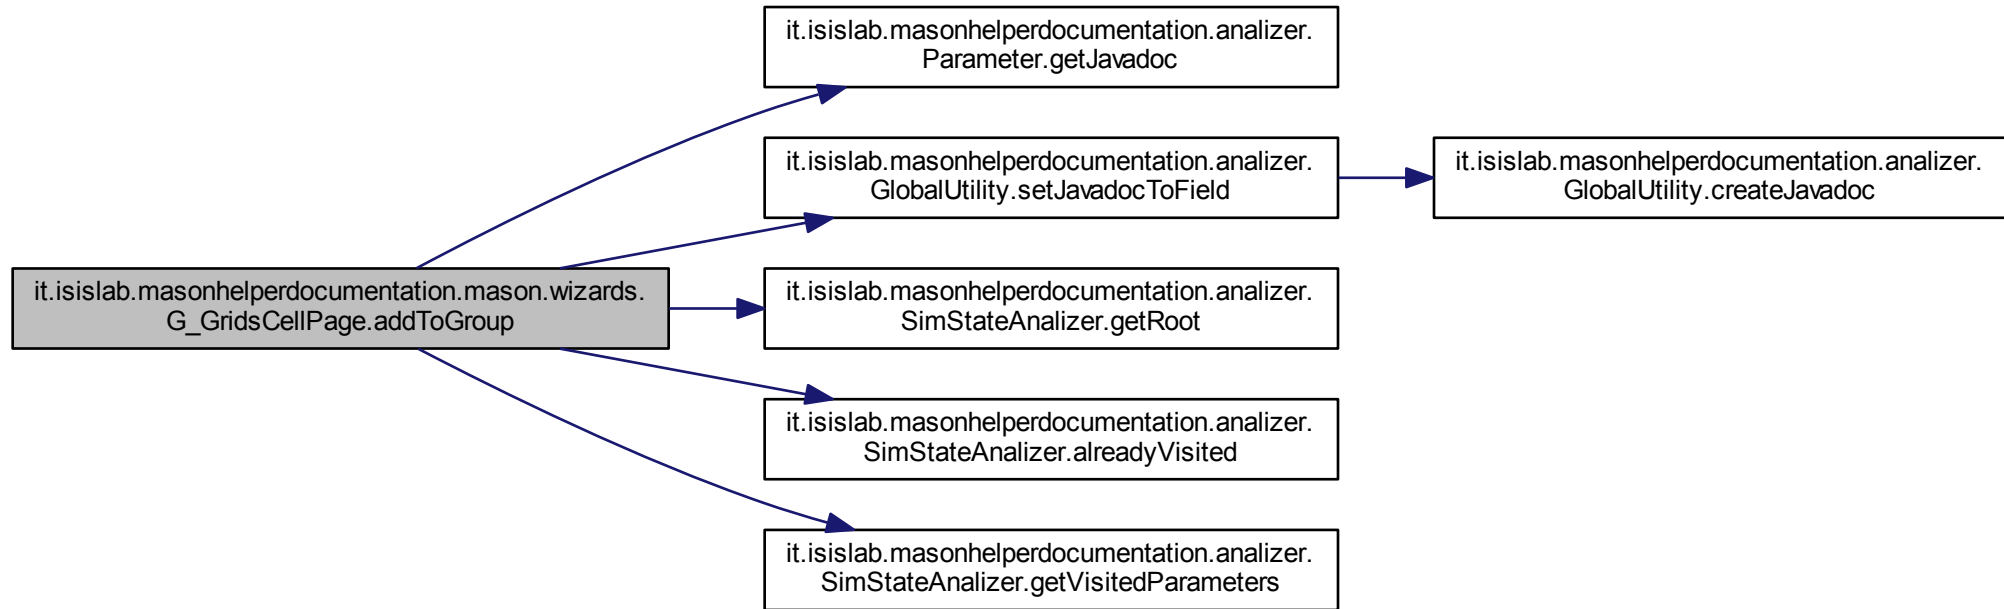 it.isislab.masonhelperdocumentation.analizer.
Parameter.getJavadoc
it.isislab.masonhelperdocumentation.analizer.
GlobalUtility.setJavadocToField
it.isislab.masonhelperdocumentation.analizer.
GlobalUtility.createJavadoc
it.isislab.masonhelperdocumentation.mason.wizards.
G_GridsCellPage.addToGroup
it.isislab.masonhelperdocumentation.analizer.
SimStateAnalizer.getRoot
it.isislab.masonhelperdocumentation.analizer.
SimStateAnalizer.alreadyVisited
it.isislab.masonhelperdocumentation.analizer.
SimStateAnalizer.getVisitedParameters